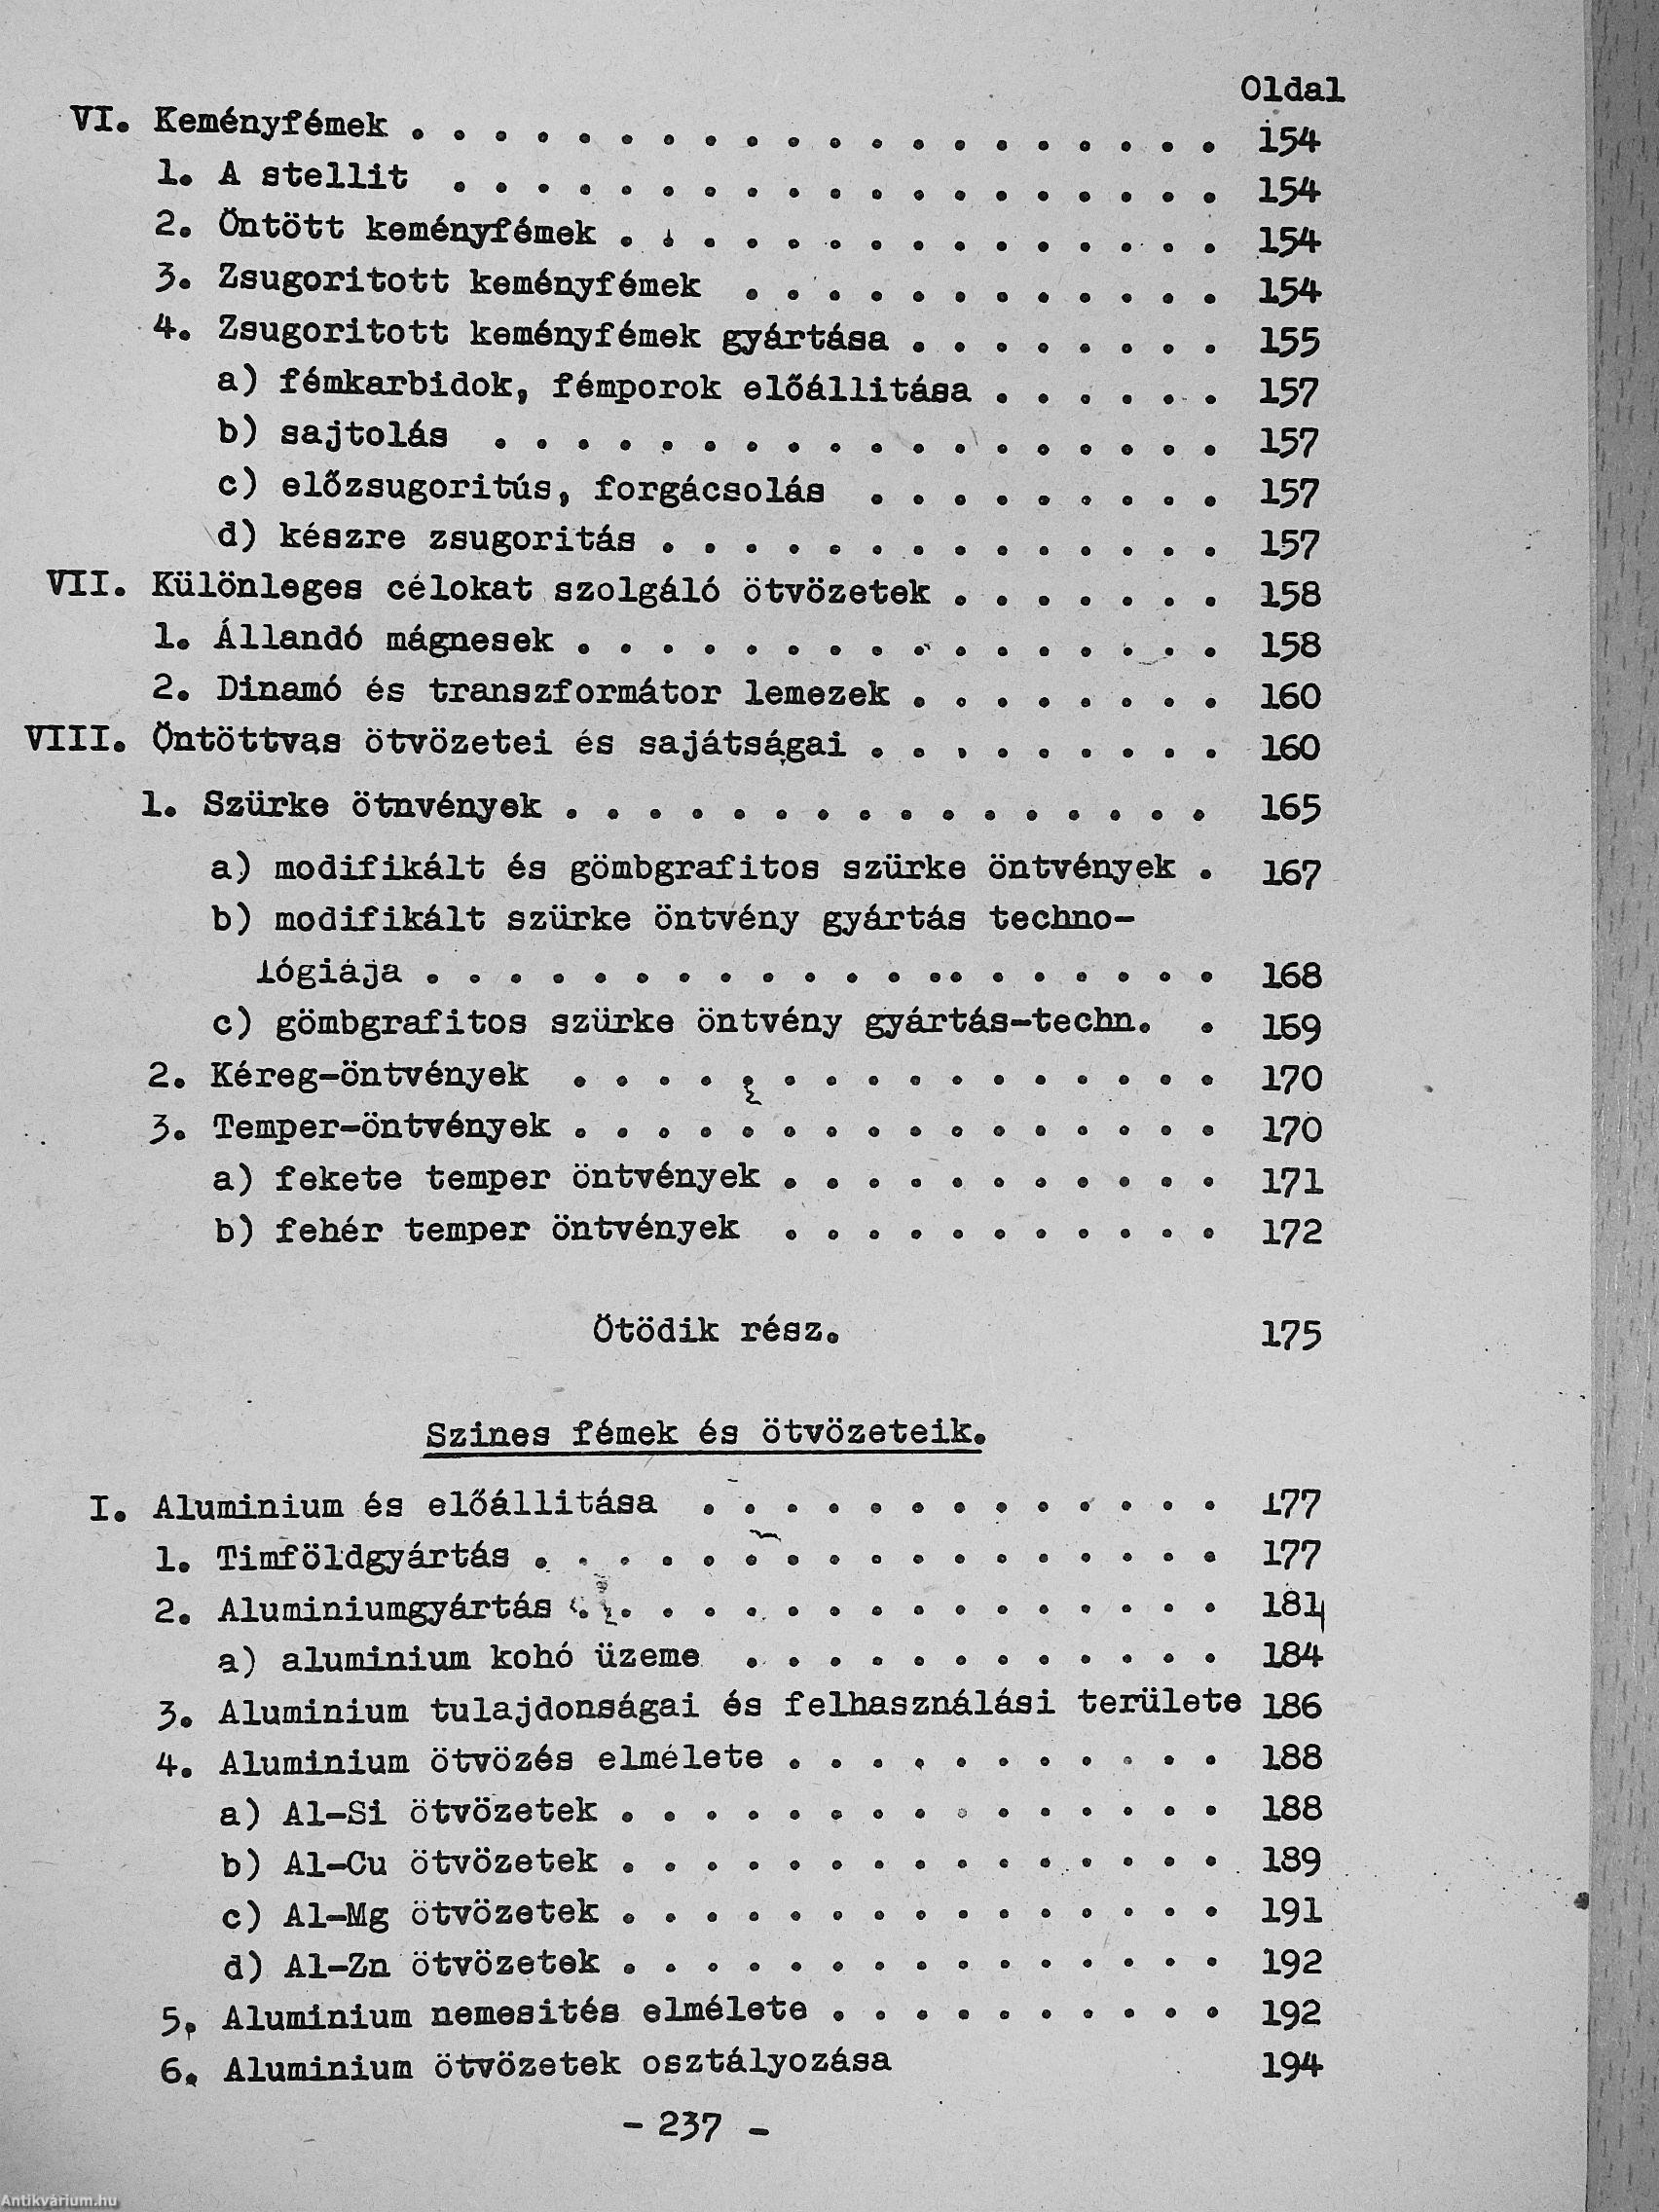 Oldal
VI. Keményfémek . . . . . . . . . . . . . . . . . . . . 154
1. A stellit . . . . . . . . . . . . . . . . . . . 154
2. Öntött keményfémek . . . . . . . . . . . . . . . 154
3. Zsugoritott keményfémek . . . . . . . . . . . . 154
4. Zsugoritott keményfémek gyártása . . . . . . . . 155
a) fémkarbidok, fémporok előállitása . . . . . . 157
b) sajtolás . . . . . . . . . . . . . . . . . . 157
c) előzsugoritús, forgácsolás . . . . . . . . . 157
d) készre zsugoritás . . . . . . . . . . . . . . 157
VII. Különleges célokat szolgáló ötvözetek . . . . . . . 158
1. Állandó mágnesek . . . . . . . . . . . . . . . . 158
2. Dinamó és transzformátor lemezek . . . . . . . . 160
VIII. Öntöttvas ötvözetei és sajátságai . . . . . . . . . 160
1. Szürke ötnvények . . . . . . . . . . . . . . . . 165
a) modifikált és gömbgrafitos szürke öntvények . 167
b) modifikált szürke öntvény gyártás techno-
lógiája . . . . . . . . . . . . . . . . . . . . 168
c) gömbgrafitos szürke öntvény gyártás-techn. . 169
2. Kéreg-öntvények . . . . . . . . . . . . . . . . 170
3. Temper-öntvények . . . . . . . . . . . . . . . . 170
a) fekete temper öntvények . . . . . . . . . . . 171
b) fehér temper öntvények . . . . . . . . . . . 172
Ötödik rész. 175
Szines fémek és ötvözeteik.
I. Aluminium és előállitása . . . . . . . . . . . . . 177
1. Timföldgyártás . . . . . . . . . . . . . . . . . 177
2. Aluminiumgyártás . . . . . . . . . . . . . . . . 181
a) aluminium kohó üzeme . . . . . . . . . . . . 184
3. Aluminium tulajdonságai és felhasználási területe 186
4. Aluminium ötvözés elmélete . . . . . . . . . . . 188
a) Al-Si ötvözetek . . . . . . . . . . . . . . . 188
b) Al-Cu ötvözetek . . . . . . . . . . . . . . . 189
c) Al-Mg ötvözetek . . . . . . . . . . . . . . . 191
d) Al-Zn ötvözetek . . . . . . . . . . . . . . . 192
5. Aluminium nemesités elmélete . . . . . . . . . . 192
6. Aluminium ötvözetek osztályozása 194
- 237 -
Antikvárium.hu